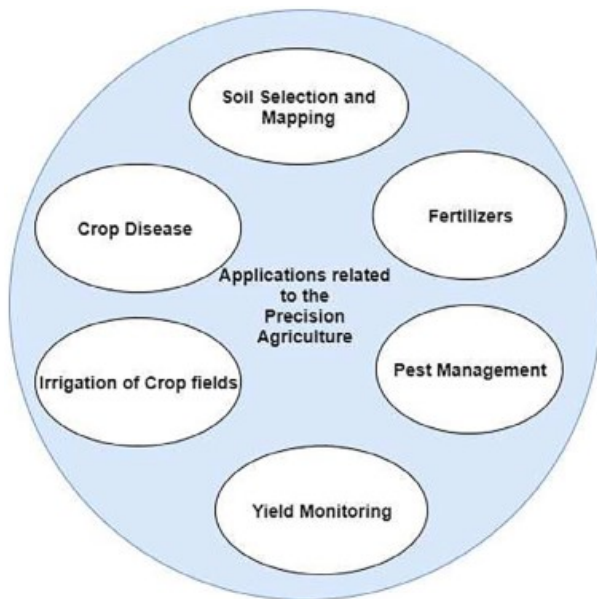 Soil Selection and
Mapping
Crop Disease
Fertilizers
Applications related
to the
Precision
Agriculture
Irrigation of Crop fields
Pest Management
Yield Monitoring